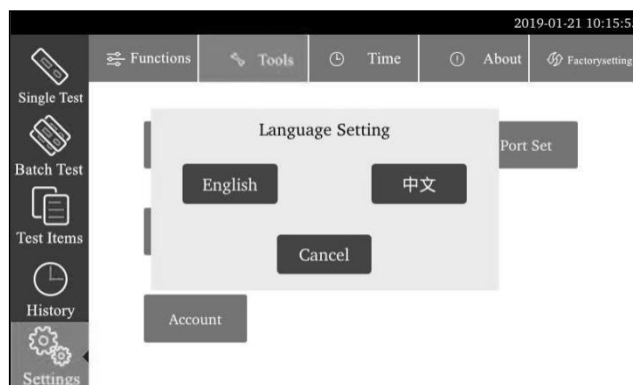 2019-01-21 10:15:5
Functions
Tools
Time
About
Factorysetting
Single Test
Batch Test
Test Items
History
Settings
Language Setting
English
中文
Cancel
Port Set
Account